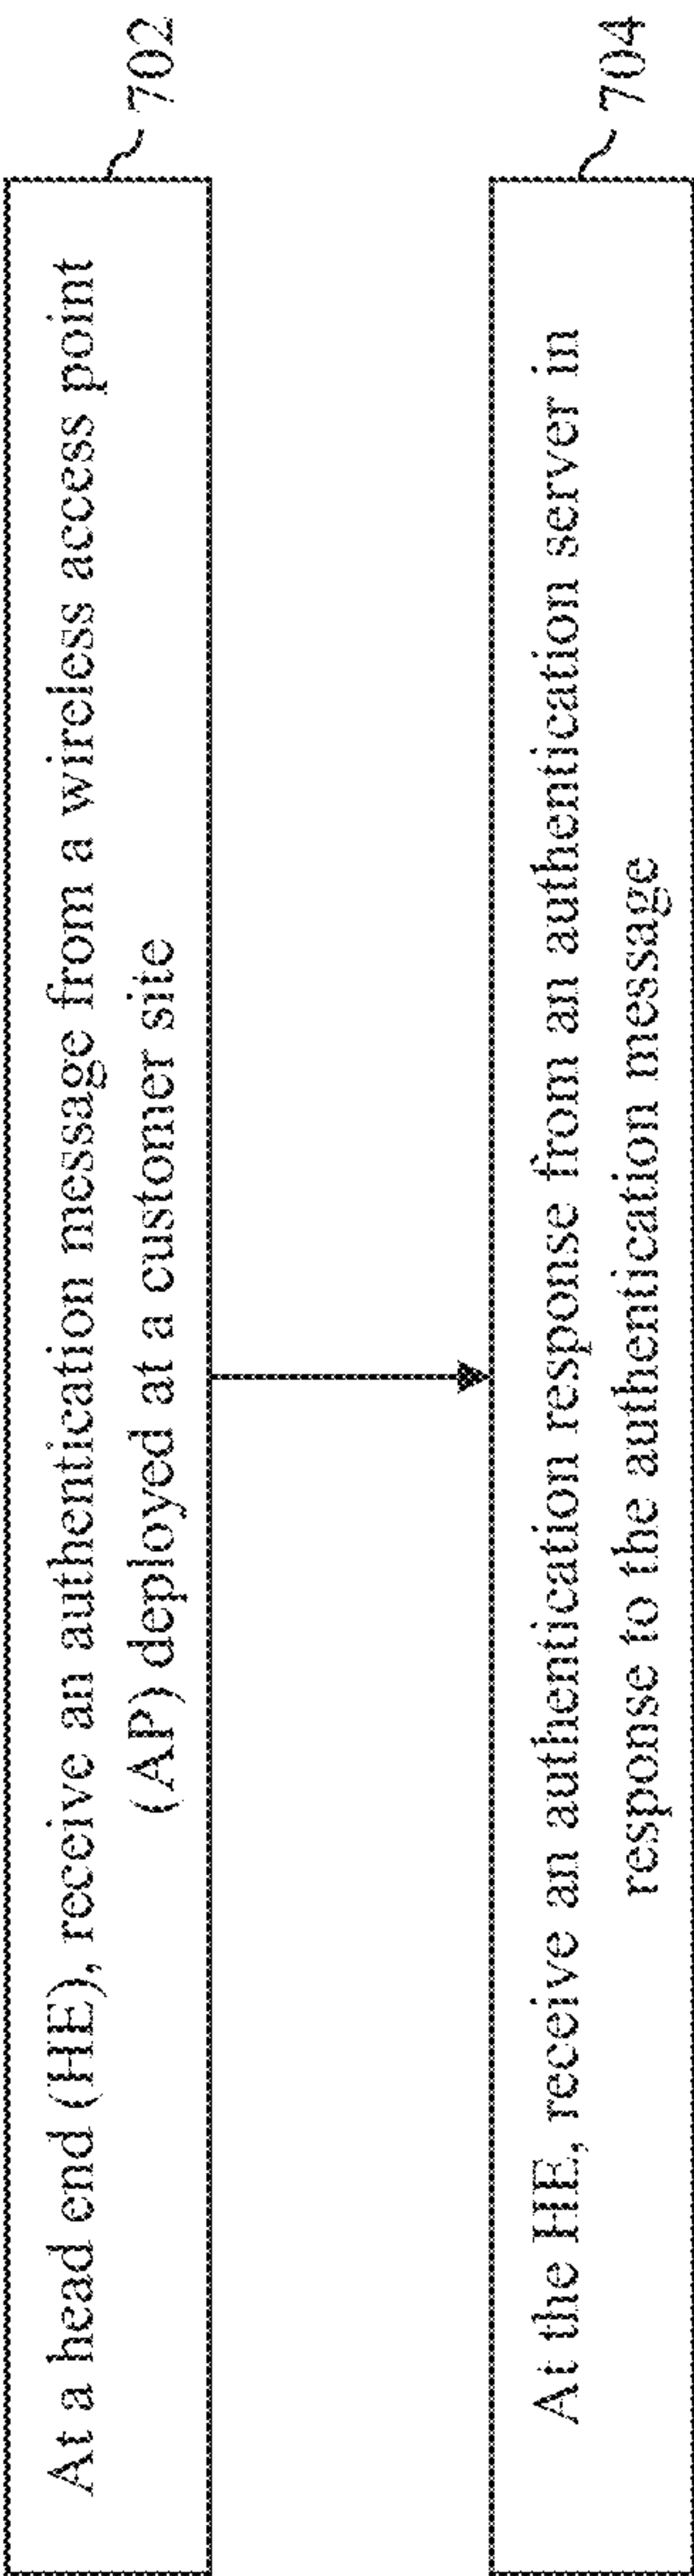 At a head end (HE), receive an authentication message from a wireless access point
(AP) deployed at a customer site
702
At the HE, receive an authentication response from an authentication server in
response to the authentication message
704